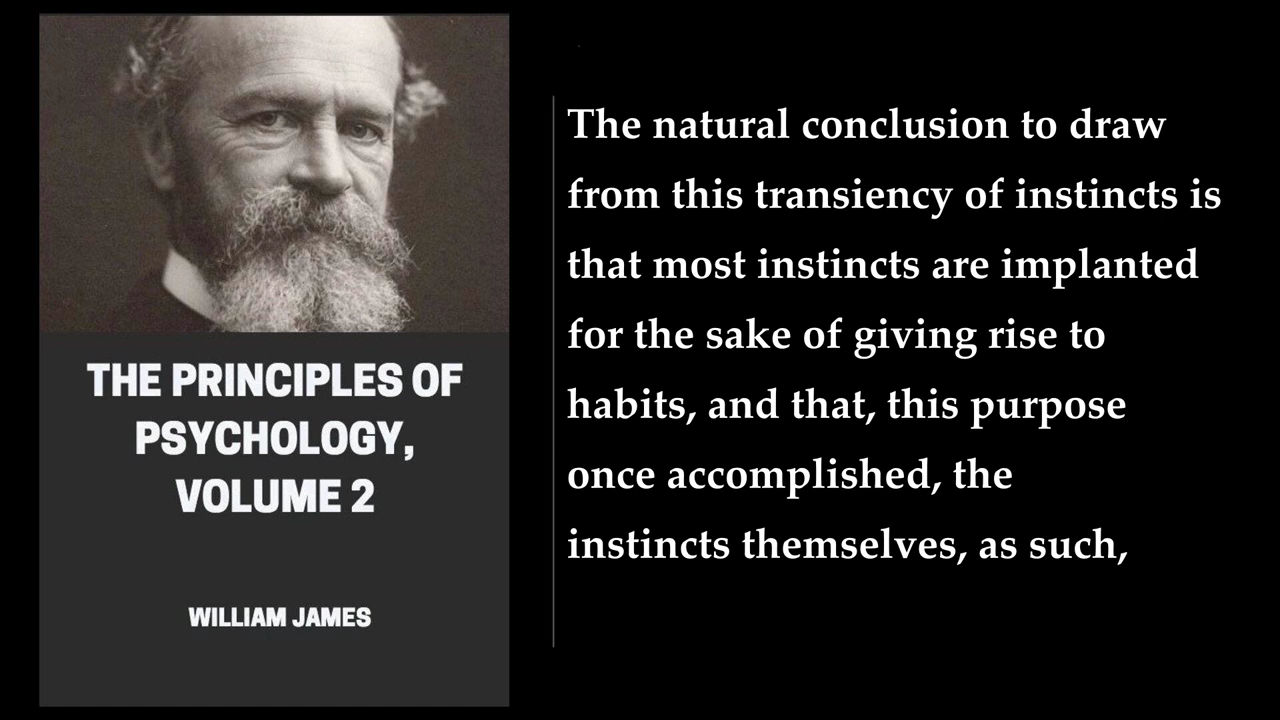 THE PRINCIPLES OF
PSYCHOLOGY,
VOLUME 2
WILLIAM JAMES
The natural conclusion to draw
from this transiency of instincts is
that most instincts are implanted
for the sake of giving rise to
habits, and that, this purpose
once accomplished, the
instincts themselves, as such,